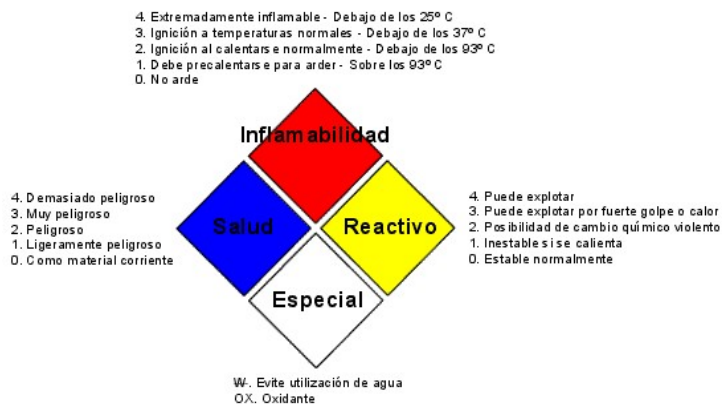 4. Extremadamente inflamable - Debajo de los 25º C
3. Ignición a temperaturas normales - Debajo de los 37º C
2. Ignición al calentarse normalmente - Debajo de los 93º C
1. Debe precalentarse para arder - Sobre los 93º C
0. No arde
Inflamabilidad
4. Demasiado peligroso
3. Muy peligroso
2. Peligroso
1. Ligeramente peligroso
0. Como material corriente
Salud
Reactivo
4. Puede explotar
3. Puede explotar por fuerte golpe o calor
2. Posibilidad de cambio químico violento
1. Inestable si se calienta
0. Estable normalmente
Especial
W-. Evite utilización de agua
OX. Oxidante